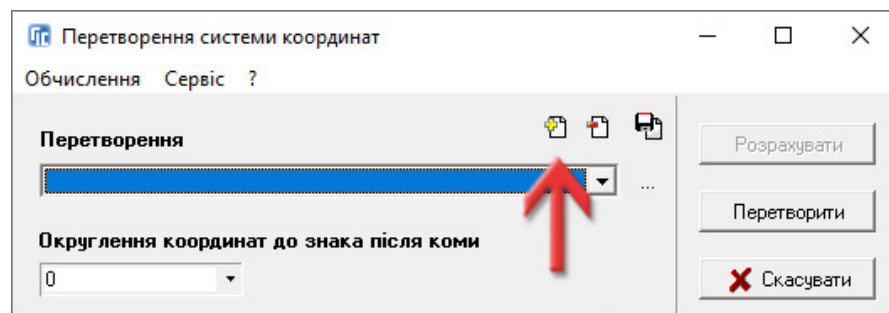 Перетворення системи координат
Обчислення Сервіс ?
Перетворення
...
Розрахувати
Перетворити
Округлення координат до знака після коми
0
Скасувати